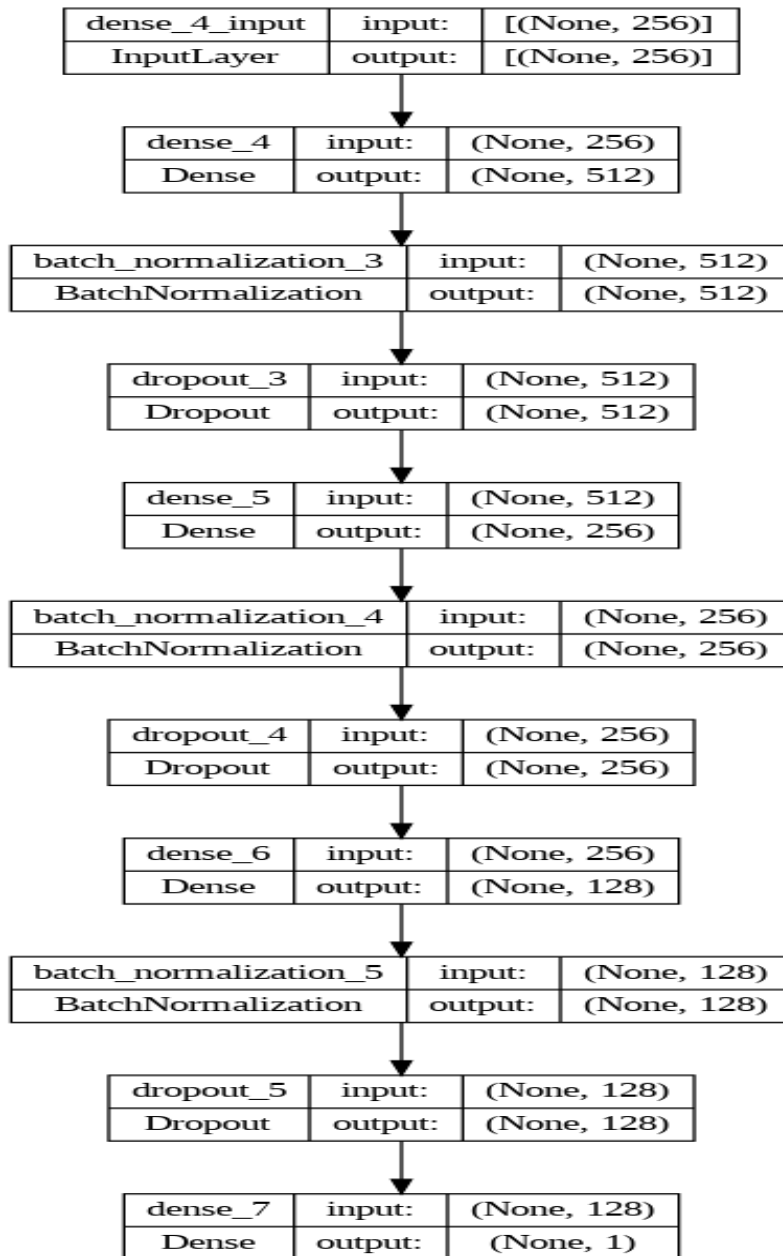 dense_4_input input: [(None, 256)]
InputLayer output: [(None, 256)]
dense_4 input: (None, 256)
Dense output: (None, 512)
batch_normalization_3 input: (None, 512)
BatchNormalization output: (None, 512)
dropout_3 input: (None, 512)
Dropout output: (None, 512)
dense_5 input: (None, 512)
Dense output: (None, 256)
batch_normalization_4 input: (None, 256)
BatchNormalization output: (None, 256)
dropout_4 input: (None, 256)
Dropout output: (None, 256)
dense_6 input: (None, 256)
Dense output: (None, 128)
batch_normalization_5 input: (None, 128)
BatchNormalization output: (None, 128)
dropout_5 input: (None, 128)
Dropout output: (None, 128)
dense_7 input: (None, 128)
Dense output: (None, 1)